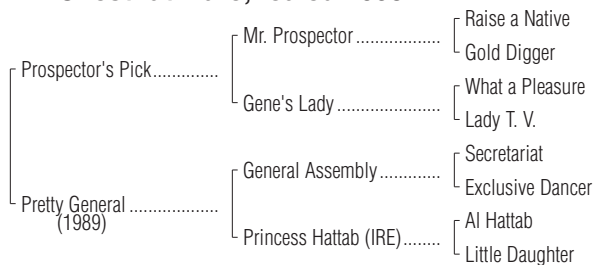 Raise a Native
Mr. Prospector ..................
Gold Digger
Prospector's Pick..............
What a Pleasure
Gene's Lady ......................
Lady T. V.
Secretariat
General Assembly.............
Exclusive Dancer
Pretty General ...................
(1989)
Al Hattab
Princess Hattab (IRE)........
Little Daughter